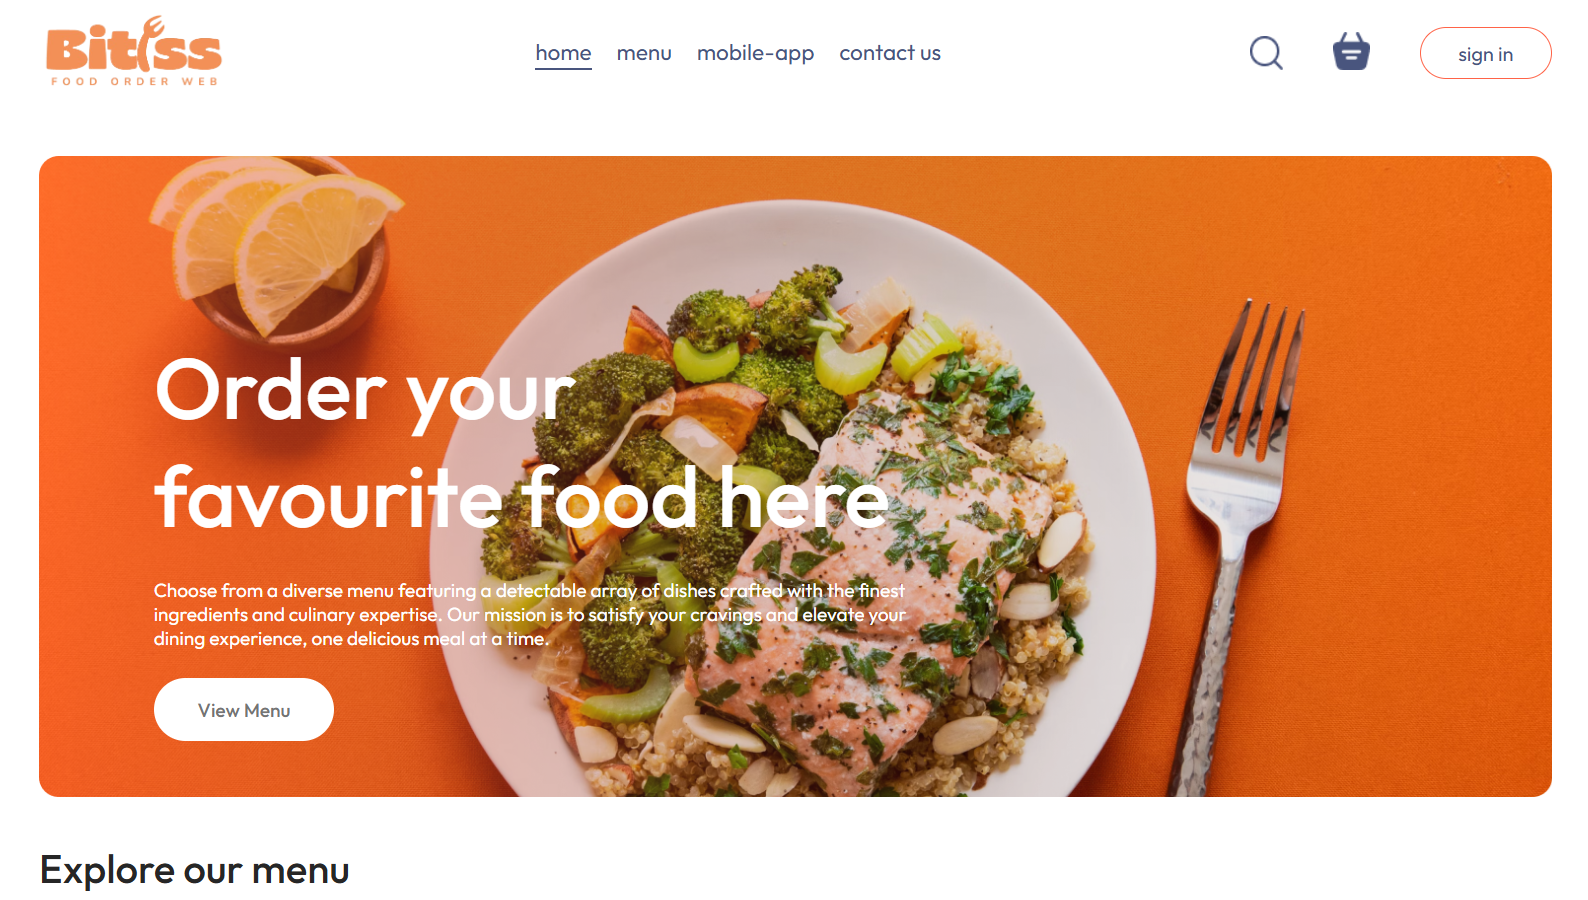 Bitiss
FOOD ORDER WEB
home menu mobile-app contact us
sign in
Order your
favourite food here
Choose from a diverse menu featuring a detectable array of dishes crafted with the finest
ingredients and culinary expertise. Our mission is to satisfy your cravings and elevate your
dining experience, one delicious meal at a time.
View Menu
Explore our menu